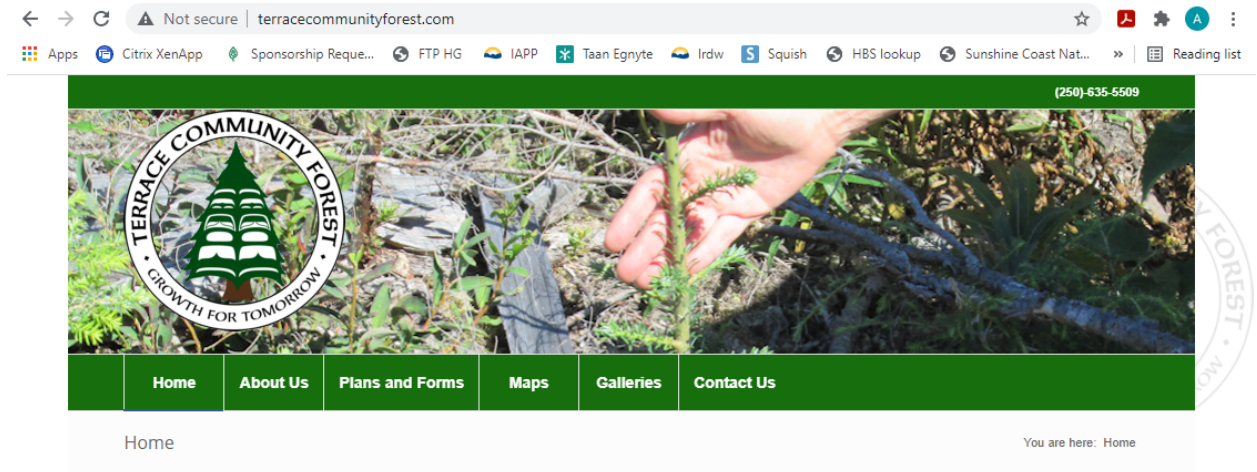 Not secure | terracecommunityforest.com
A
Apps Citrix XenApp Sponsorship Reque... FTP HG IAPP Taan Egnyte lrdw S Squish HBS lookup Sunshine Coast Nat... » Reading list
(250)-635-5509
TERRACE COMMUNITY FOREST
GROWTH FOR TOMORROW
Home About Us Plans and Forms Maps Galleries Contact Us
Home You are here: Home
FOREST